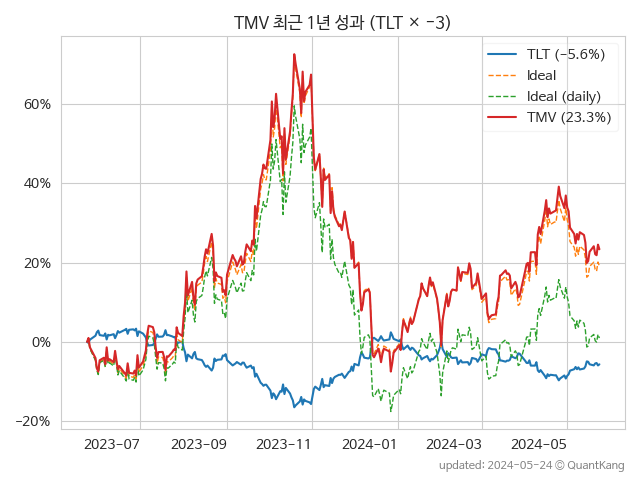 TMV 최근 1년 성과 (TLT × −3)
TLT (−5.6%)
Ideal
Ideal (daily)
TMV (23.3%)
60%
40%
20%
0%
−20%
2023−07
2023−09
2023−11
2024−01
2024−03
2024−05
updated: 2024−05−24 © QuantKang